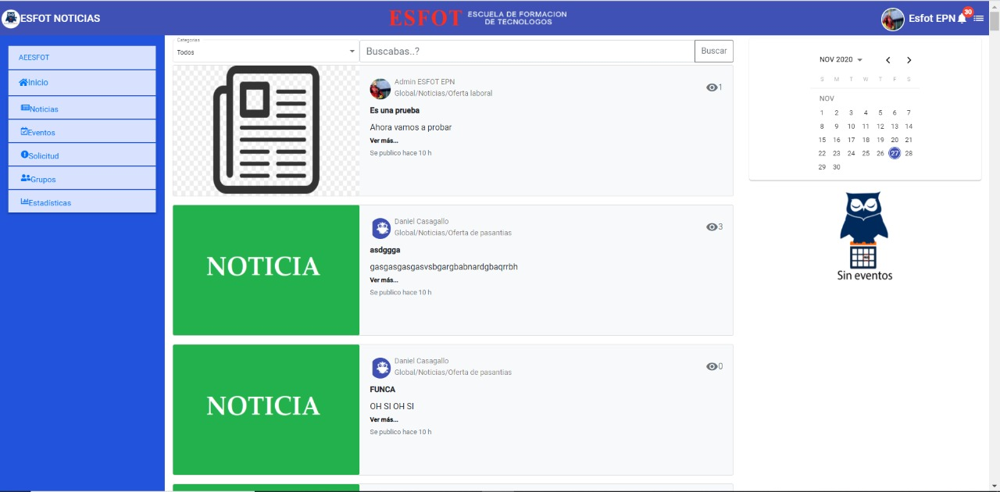 ESFOT NOTICIAS
ESFOT
ESCUELA DE FORMACION
DE TECNOLOGOS
Esfot EPN
30
AEESFOT
Inicio
Noticias
Eventos
Solicitud
Grupos
Estadísticas
Categorias
Todos
Buscabas..?
Buscar
Admin ESFOT EPN
Global/Noticias/Oferta laboral
1
Es una prueba
Ahora vamos a probar
Ver más...
Se publico hace 10 h
NOTICIA
Daniel Casagallo
Global/Noticias/Oferta de pasantias
3
asdggga
gasgasgasgasvsbgargbabnardgbaqrrbh
Ver más...
Se publico hace 10 h
NOTICIA
Daniel Casagallo
Global/Noticias/Oferta de pasantias
0
FUNCA
OH SI OH SI
Ver más...
Se publico hace 10 h
NOV 2020
S M T W T F S
NOV
1 2 3 4 5 6 7
8 9 10 11 12 13 14
15 16 17 18 19 20 21
22 23 24 25 26 27 28
29 30
Sin eventos